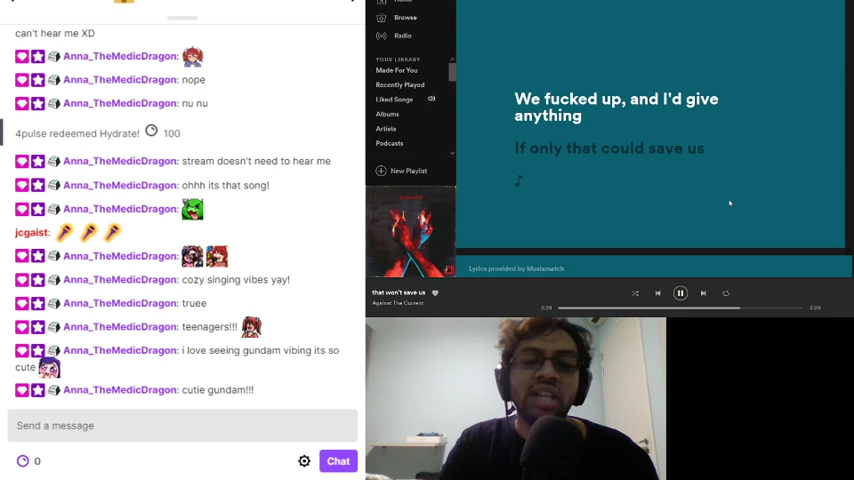 can't hear me XD
Anna_TheMedicDragon:
Anna_TheMedicDragon: nope
Anna_TheMedicDragon: nu nu
4pulse redeemed Hydrate! 100
Anna_TheMedicDragon: stream doesn't need to hear me
Anna_TheMedicDragon: ohhh its that song!
Anna_TheMedicDragon:
jcgaist:
Anna_TheMedicDragon:
Anna_TheMedicDragon: cozy singing vibes yay!
Anna_TheMedicDragon: truee
Anna_TheMedicDragon: teenagers!!!
Anna_TheMedicDragon: i love seeing gundam vibing its so
cute
Anna_TheMedicDragon: cutie gundam!!!
Send a message
0
Chat
Browse
Radio
YOUR LIBRARY
Made For You
Recently Played
Liked Songs
Albums
Artists
Podcasts
New Playlist
We fucked up, and I'd give
anything
If only that could save us
Lyrics provided by Musixmatch
that won't save us
Against The Current
3:20